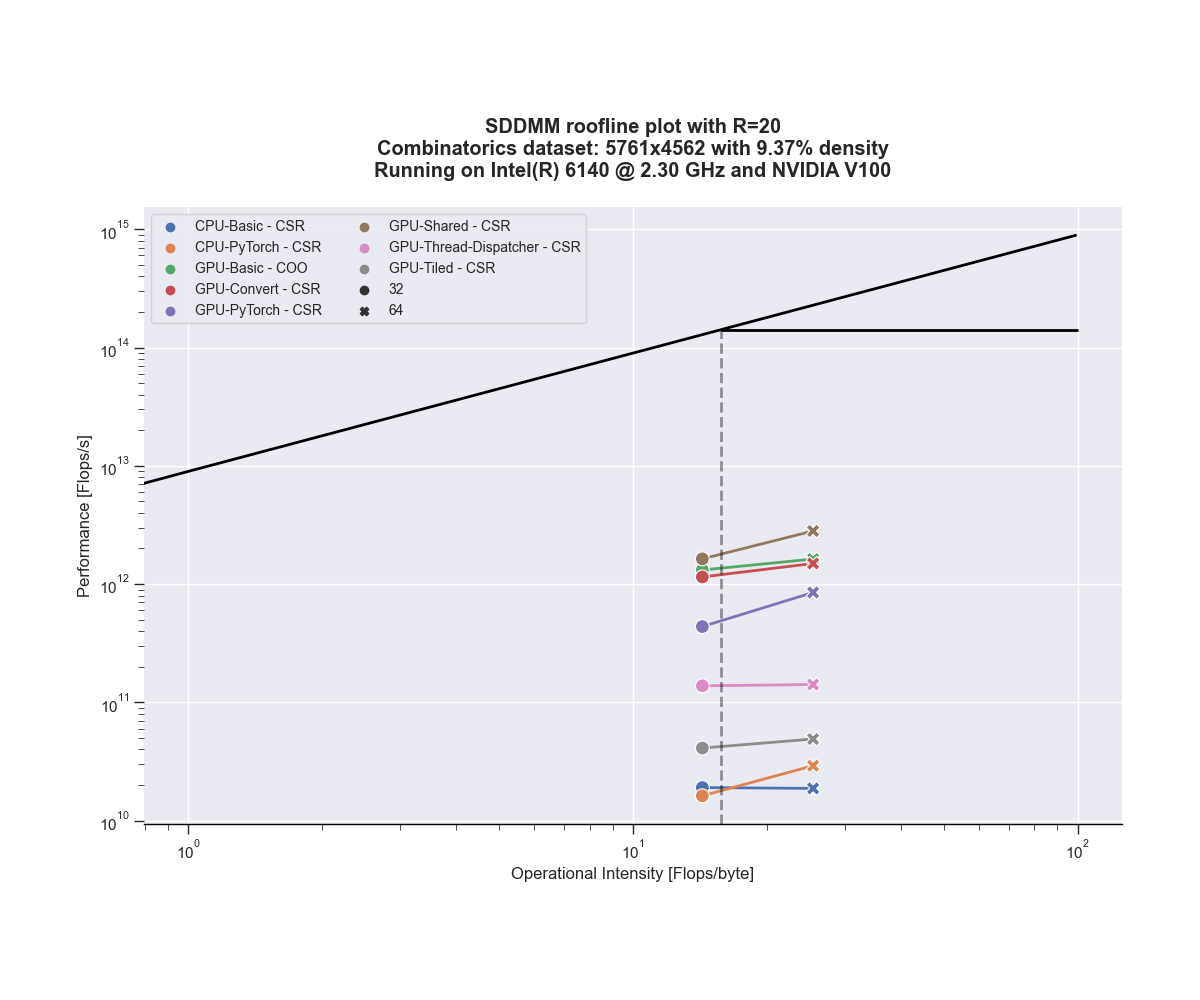 SDDMM roofline plot with R=20
Combinatorics dataset: 5761x4562 with 9.37% density
Running on Intel(R) 6140 @ 2.30 GHz and NVIDIA V100
CPU-Basic - CSR
CPU-PyTorch - CSR
GPU-Basic - COO
GPU-Convert - CSR
GPU-PyTorch - CSR
GPU-Shared - CSR
GPU-Thread-Dispatcher - CSR
GPU-Tiled - CSR
32
64
Performance [Flops/s]
10^15
10^14
10^13
10^12
10^11
10^10
10^0
10^1
10^2
Operational Intensity [Flops/byte]